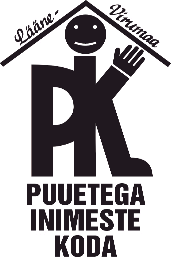 Lääne-Virumaa
PIK
PUUETEGA
INIMESTE
KODA